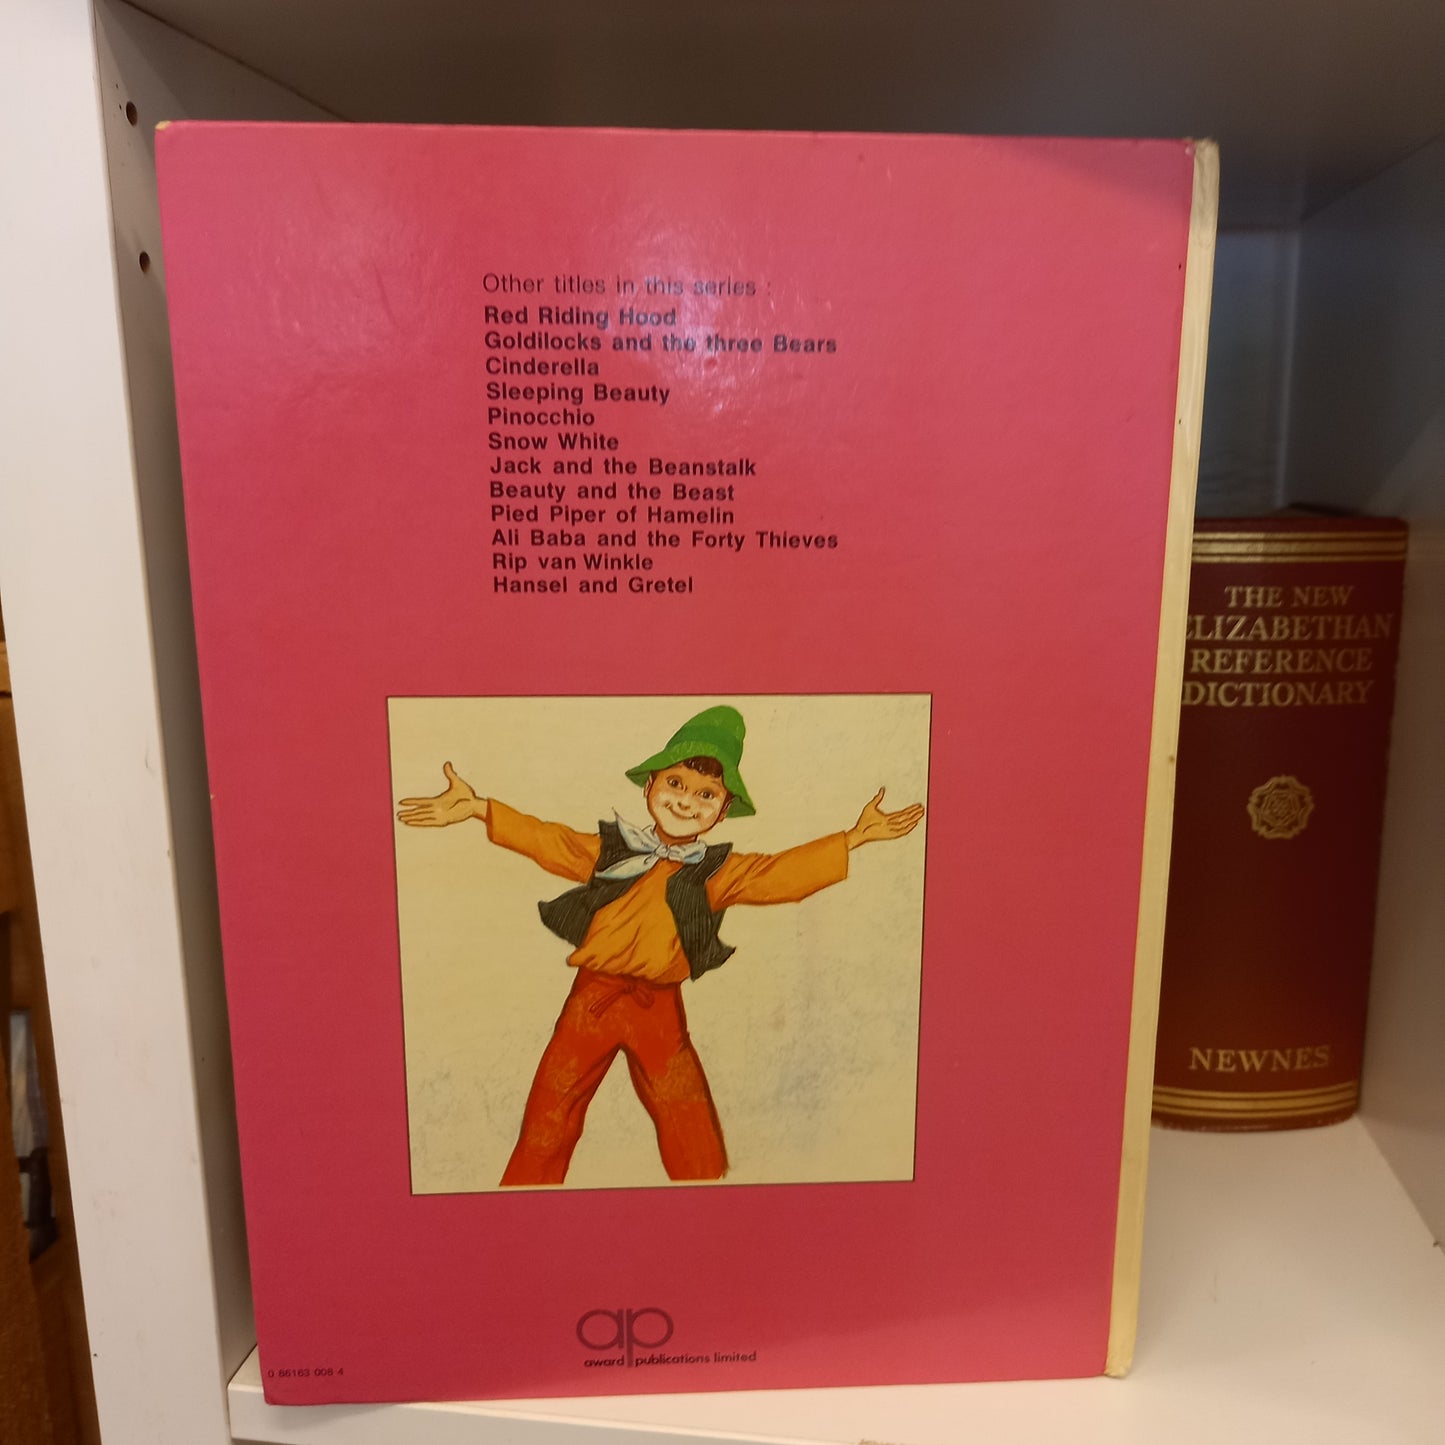 Other titles in this series :
Red Riding Hood
Goldilocks and the three Bears
Cinderella
Sleeping Beauty
Pinocchio
Snow White
Jack and the Beanstalk
Beauty and the Beast
Pied Piper of Hamelin
Ali Baba and the Forty Thieves
Rip van Winkle
Hansel and Gretel
ap
award publications limited
0 86163 008 4
THE NEW
ELIZABETHAN
REFERENCE
DICTIONARY
NEWNES